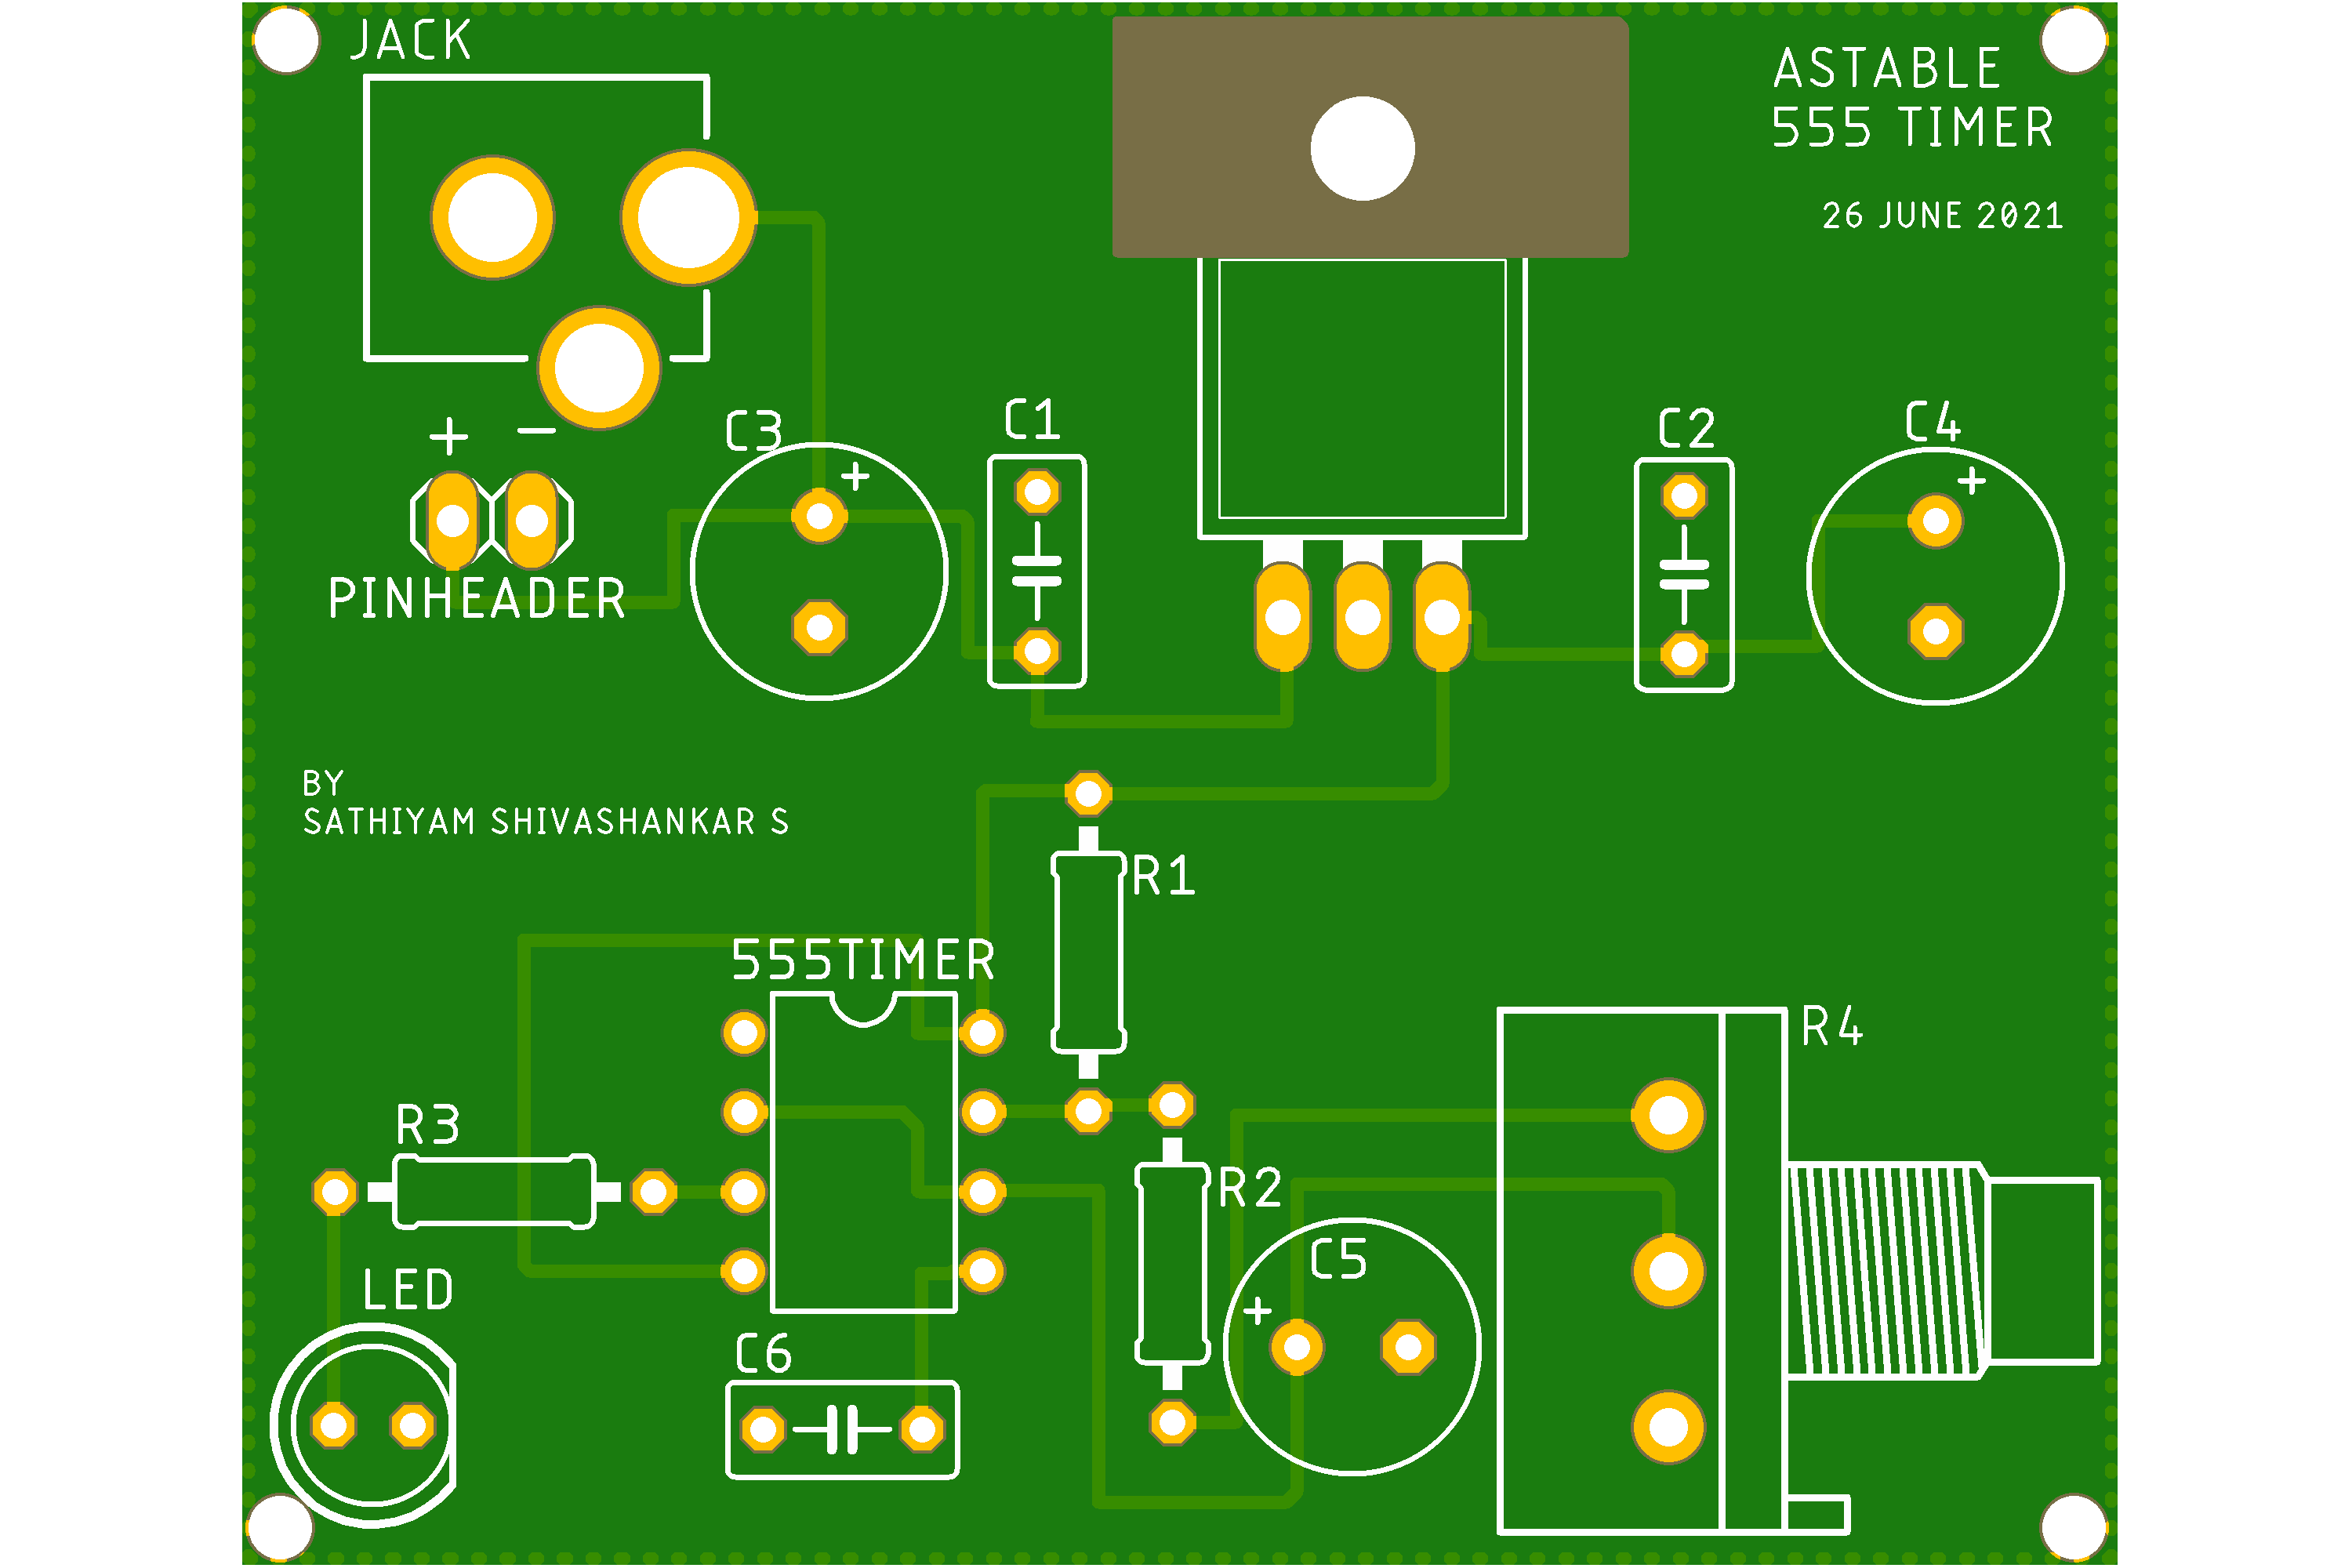 JACK
ASTABLE
555 TIMER
26 JUNE 2021
C3
C1
C2
C4
+ −
+
+
PINHEADER
BY
SATHIYAM SHIVASHANKAR S
R1
555TIMER
R4
R3
R2
LED
C5
+
C6